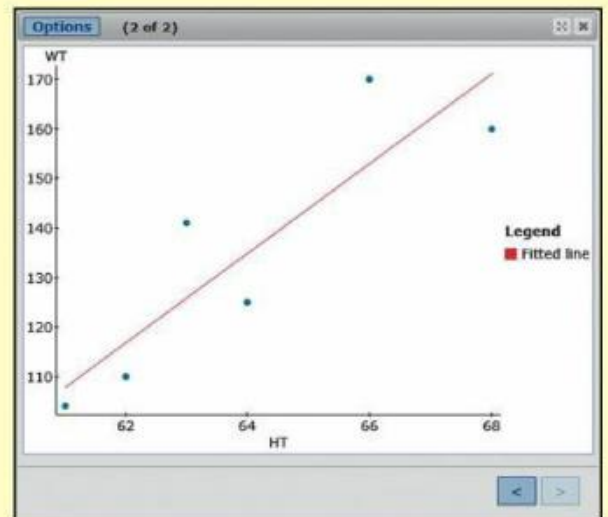 Options (2 of 2)
WT
170
160
150
140
130
120
110
62 64 66 68
HT
Legend
Fitted line
< >